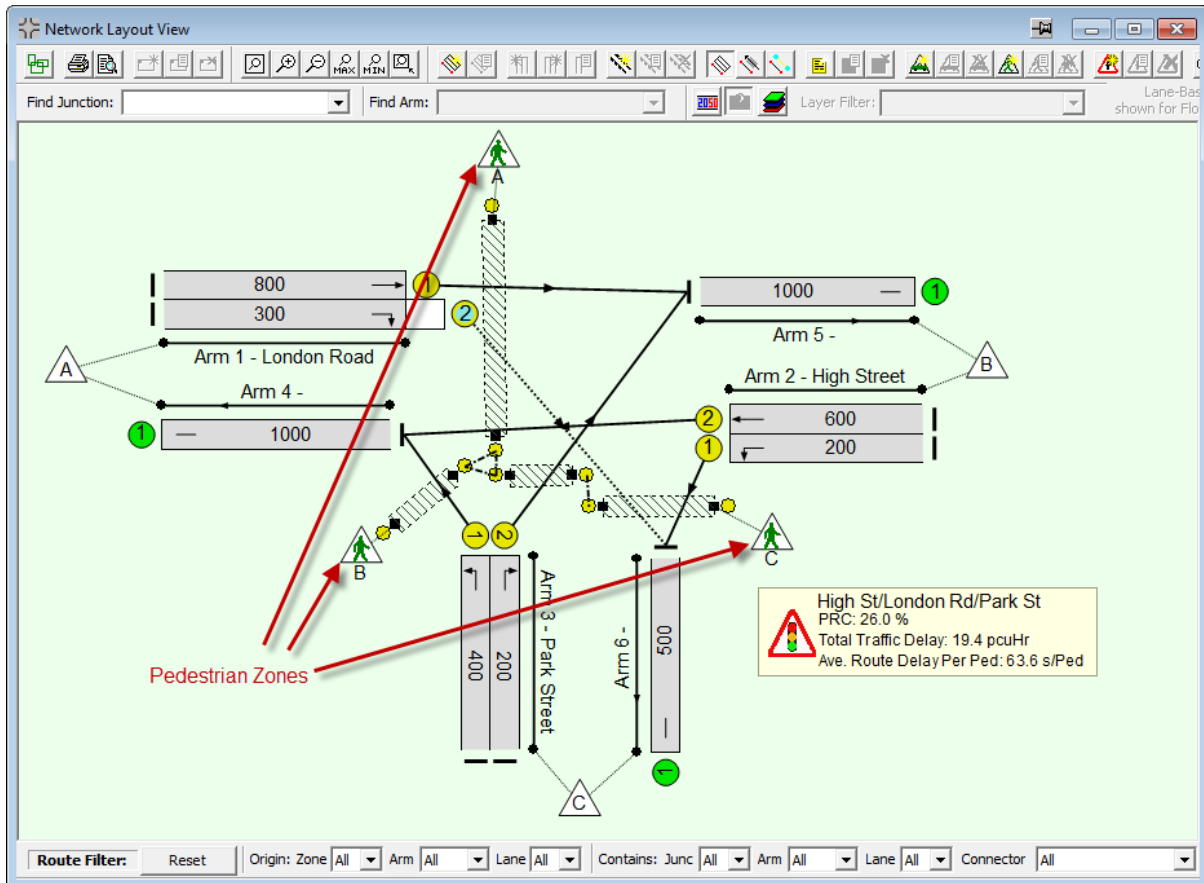 Network Layout View
MAX MIN
2050
Find Junction: Find Arm: Layer Filter: Lane-Bas
shown for Flo
A
800 1
300 2
1000 1
Arm 5 -
Arm 1 - London Road
A
B
Arm 4 -
Arm 2 - High Street
1 1000
2 600
1 200
B
C
1 2
Arm 3 - Park Street
Arm 6 -
400 200
500
1
C
Pedestrian Zones
High St/London Rd/Park St
PRC: 26.0 %
Total Traffic Delay: 19.4 pcuHr
Ave. Route Delay Per Ped: 63.6 s/Ped
Route Filter: Reset Origin: Zone All Arm All Lane All Contains: Junc All Arm All Lane All Connector All